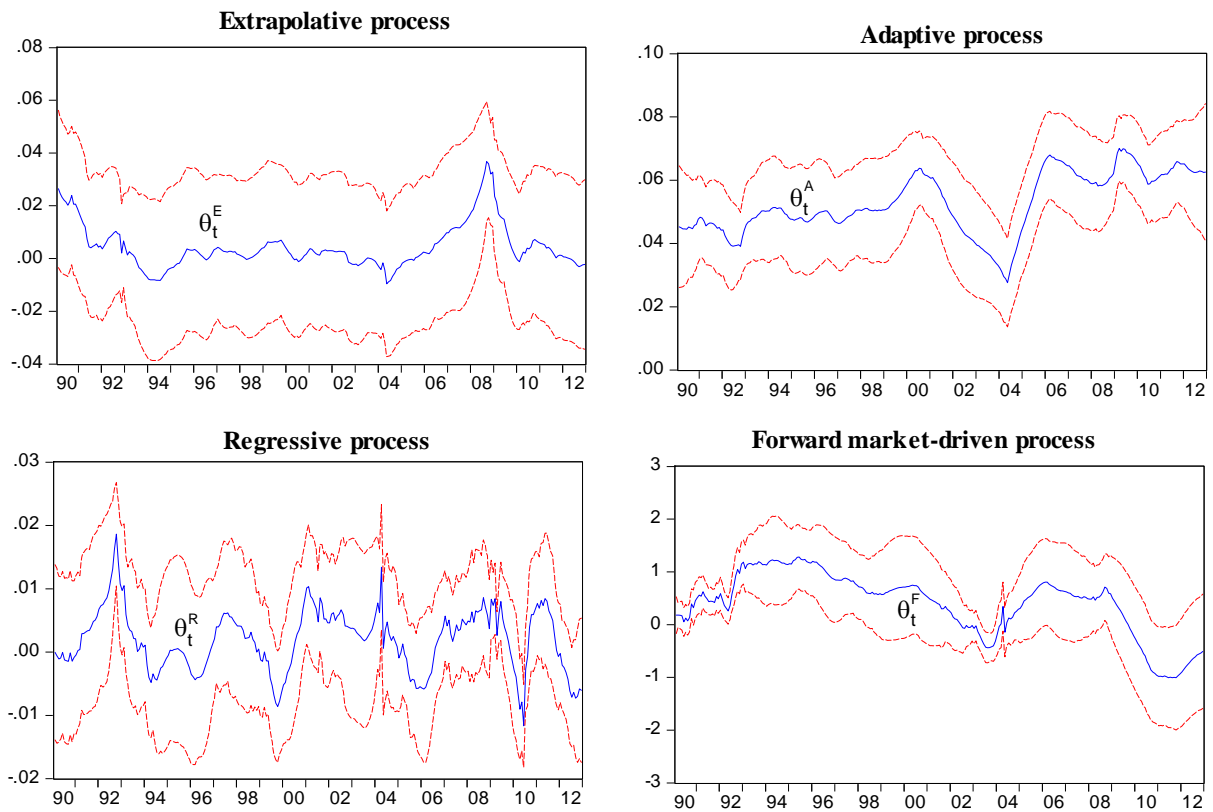 Extrapolative process
.08
.06
.04
.02
.00
-.02
-.04
θ_t^E
90 92 94 96 98 00 02 04 06 08 10 12
Adaptive process
.10
.08
.06
.04
.02
.00
θ_t^A
90 92 94 96 98 00 02 04 06 08 10 12
Regressive process
.03
.02
.01
.00
-.01
-.02
θ_t^R
90 92 94 96 98 00 02 04 06 08 10 12
Forward market-driven process
3
2
1
0
-1
-2
-3
θ_t^F
90 92 94 96 98 00 02 04 06 08 10 12